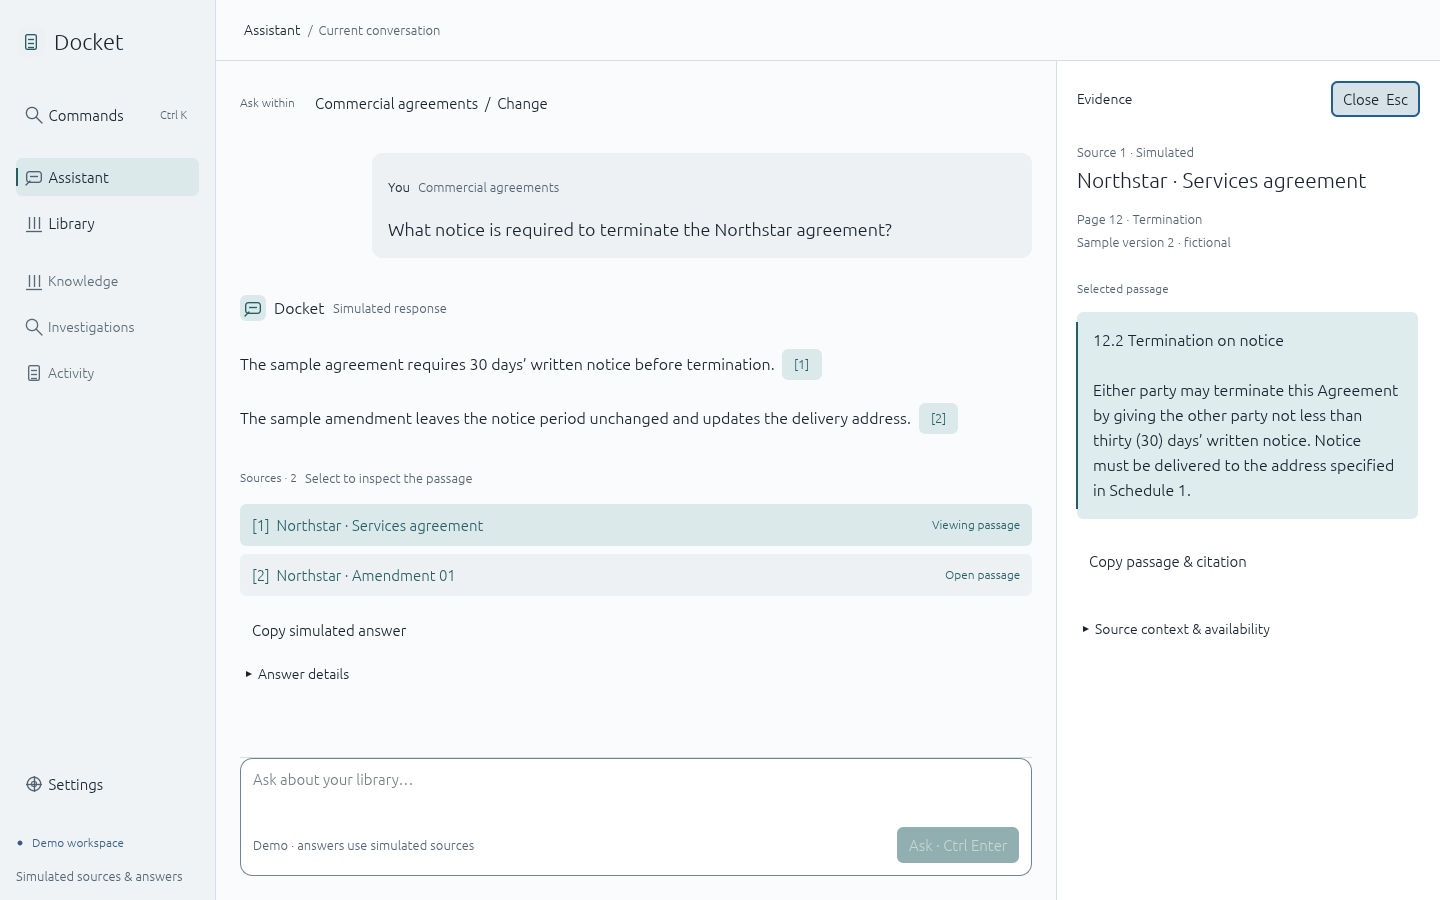 Docket
Commands Ctrl K
Assistant
Library
Knowledge
Investigations
Activity
Settings
Demo workspace
Simulated sources & answers
Assistant / Current conversation
Ask within Commercial agreements / Change
You Commercial agreements
What notice is required to terminate the Northstar agreement?
Docket Simulated response
The sample agreement requires 30 days’ written notice before termination. [1]
The sample amendment leaves the notice period unchanged and updates the delivery address. [2]
Sources · 2 Select to inspect the passage
[1] Northstar · Services agreement Viewing passage
[2] Northstar · Amendment 01 Open passage
Copy simulated answer
Answer details
Ask about your library…
Demo · answers use simulated sources Ask · Ctrl Enter
Evidence Close Esc
Source 1 · Simulated
Northstar · Services agreement
Page 12 · Termination
Sample version 2 · fictional
Selected passage
12.2 Termination on notice
Either party may terminate this Agreement
by giving the other party not less than
thirty (30) days’ written notice. Notice
must be delivered to the address specified
in Schedule 1.
Copy passage & citation
Source context & availability